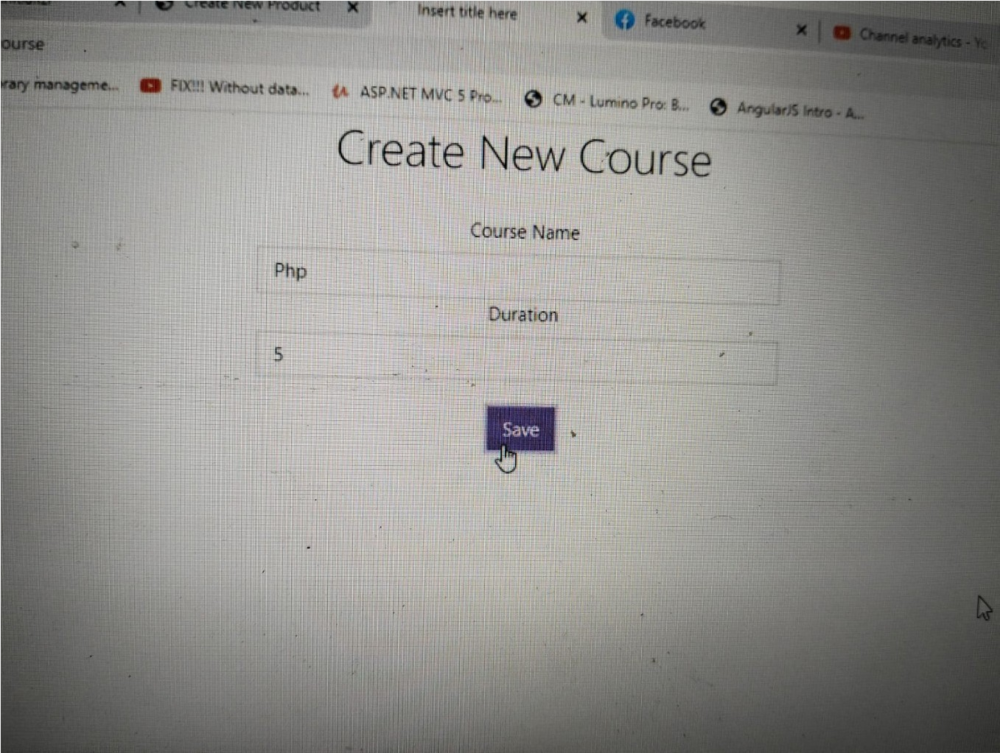 Create New Product
Insert title here
Facebook
Channel analytics - Yo
ourse
rary manageme...
FIX!!! Without data...
ASP.NET MVC 5 Pro...
CM - Lumino Pro: B...
AngularJS Intro - A...
Create New Course
Course Name
Php
Duration
5
Save